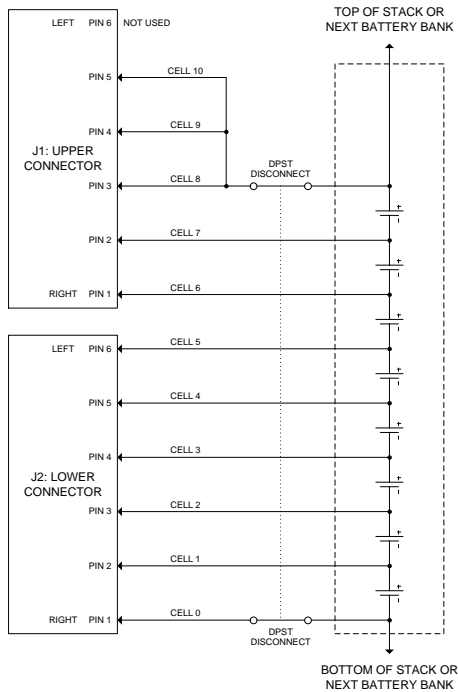 TOP OF STACK OR
NEXT BATTERY BANK
LEFT PIN 6 NOT USED
PIN 5 CELL 10
PIN 4 CELL 9
J1: UPPER
CONNECTOR
DPST
DISCONNECT
PIN 3 CELL 8
+
PIN 2 CELL 7
+
RIGHT PIN 1 CELL 6
+
LEFT PIN 6 CELL 5
+
PIN 5 CELL 4
+
PIN 4 CELL 3
J2: LOWER
CONNECTOR
+
PIN 3 CELL 2
+
PIN 2 CELL 1
+
RIGHT PIN 1 CELL 0
DPST
DISCONNECT
BOTTOM OF STACK OR
NEXT BATTERY BANK